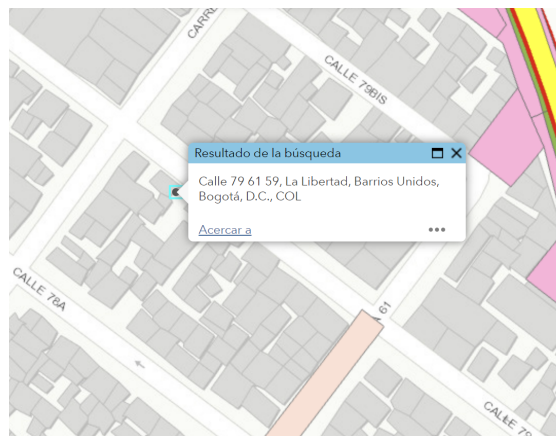 CARRE
CALLE 79BIS
Resultado de la búsqueda
Calle 79 61 59, La Libertad, Barrios Unidos,
Bogotá, D.C., COL
Acercar a
CALLE 78A
61
CALLE 79